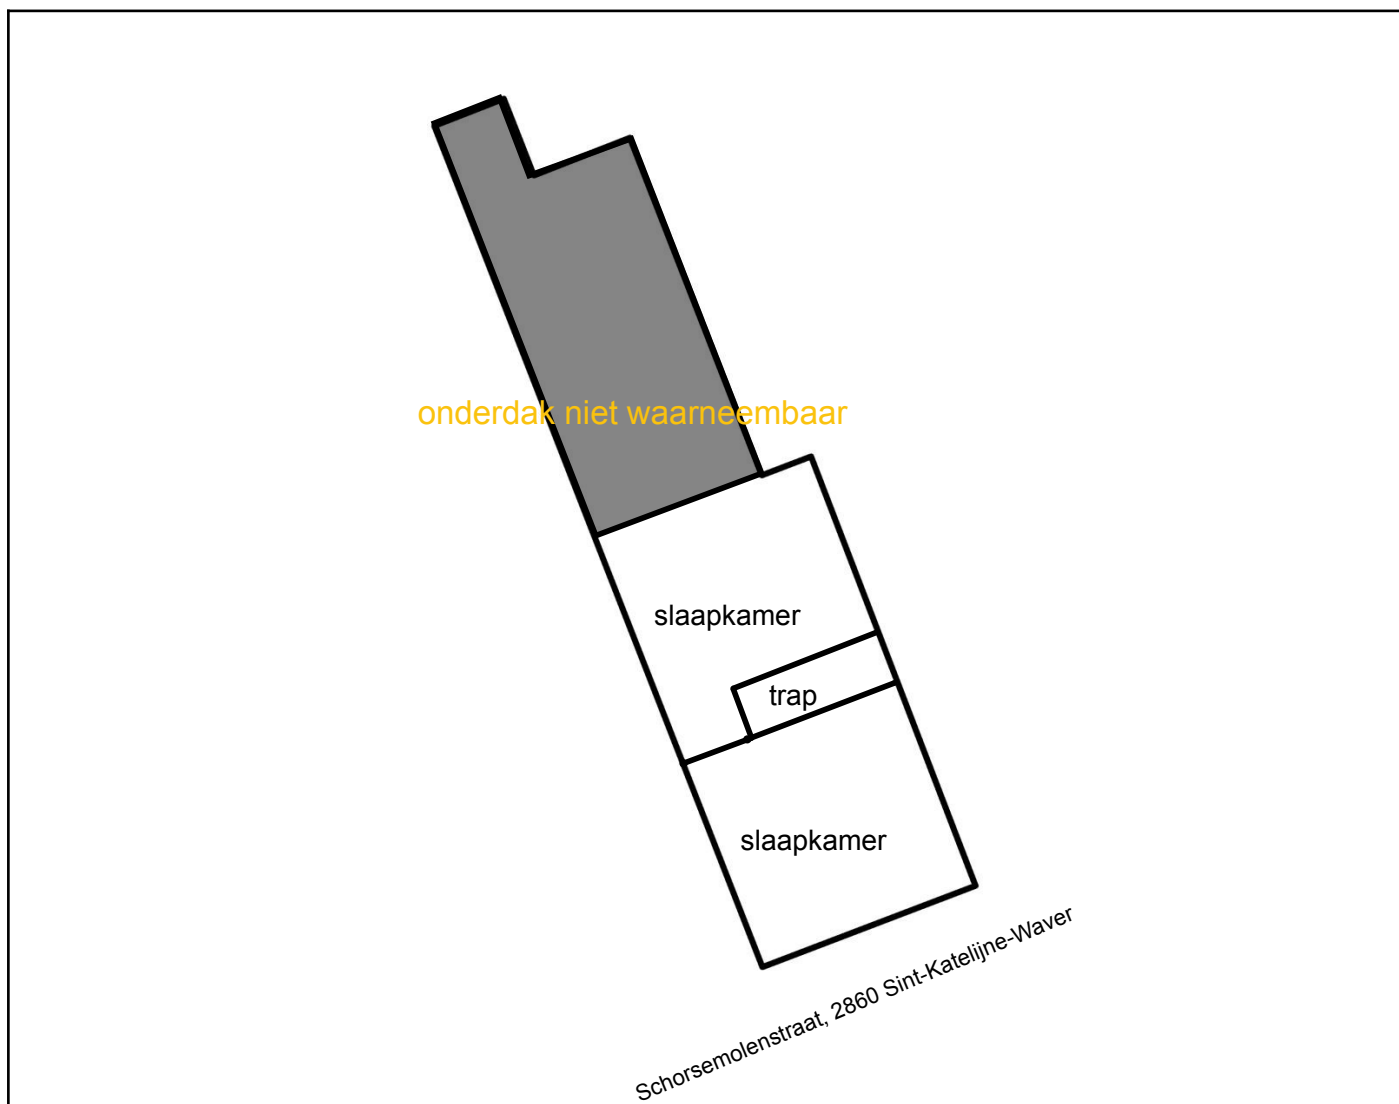 onderdak niet waarneembaar
slaapkamer
trap
slaapkamer
Schorsemolenstraat, 2860 Sint-Katelijne-Waver